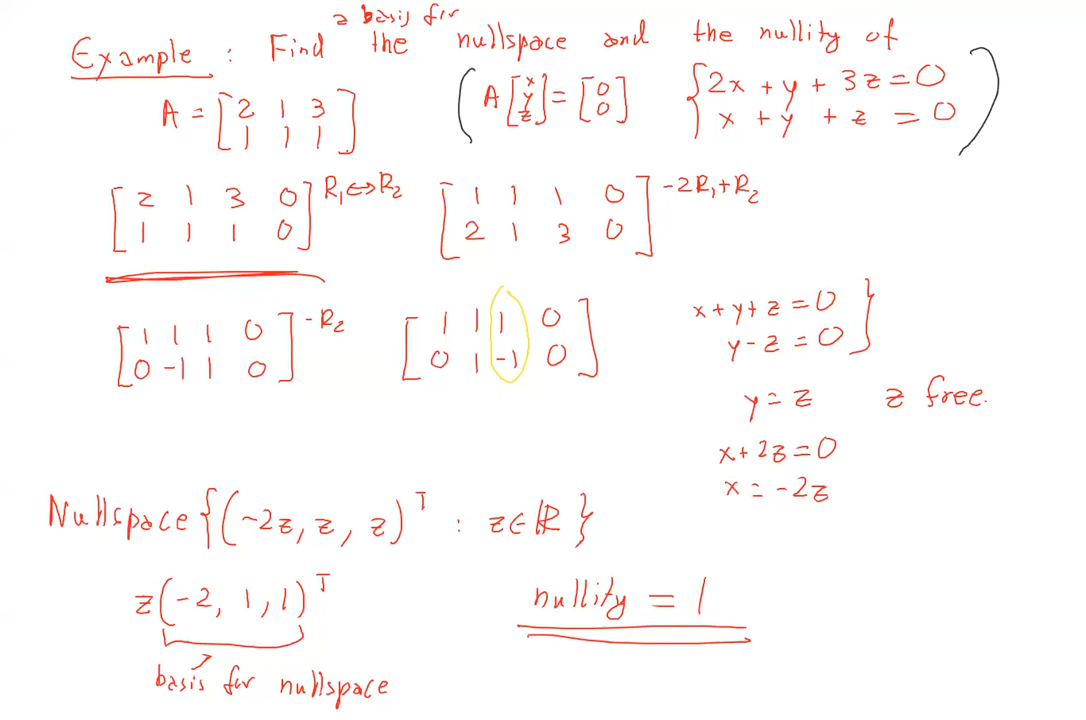 a basis for
Example : Find the nullspace and the nullity of
A = [2 1 3; 1 1 1] ( A [x; y; z] = [0; 0] { 2x + y + 3z = 0; x + y + z = 0 )
[2 1 3 0; 1 1 1 0] R₁⇔R₂ [1 1 1 0; 2 1 3 0] -2R₁+R₂
[1 1 1 0; 0 -1 1 0] -R₂ [1 1 1 0; 0 1 -1 0]
x + y + z = 0
y - z = 0 }
y = z z free.
x + 2z = 0
x = -2z
Nullspace {(-2z, z, z)ᵀ : z ∈ ℝ}
z(-2, 1, 1)ᵀ nullity = 1
basis for nullspace